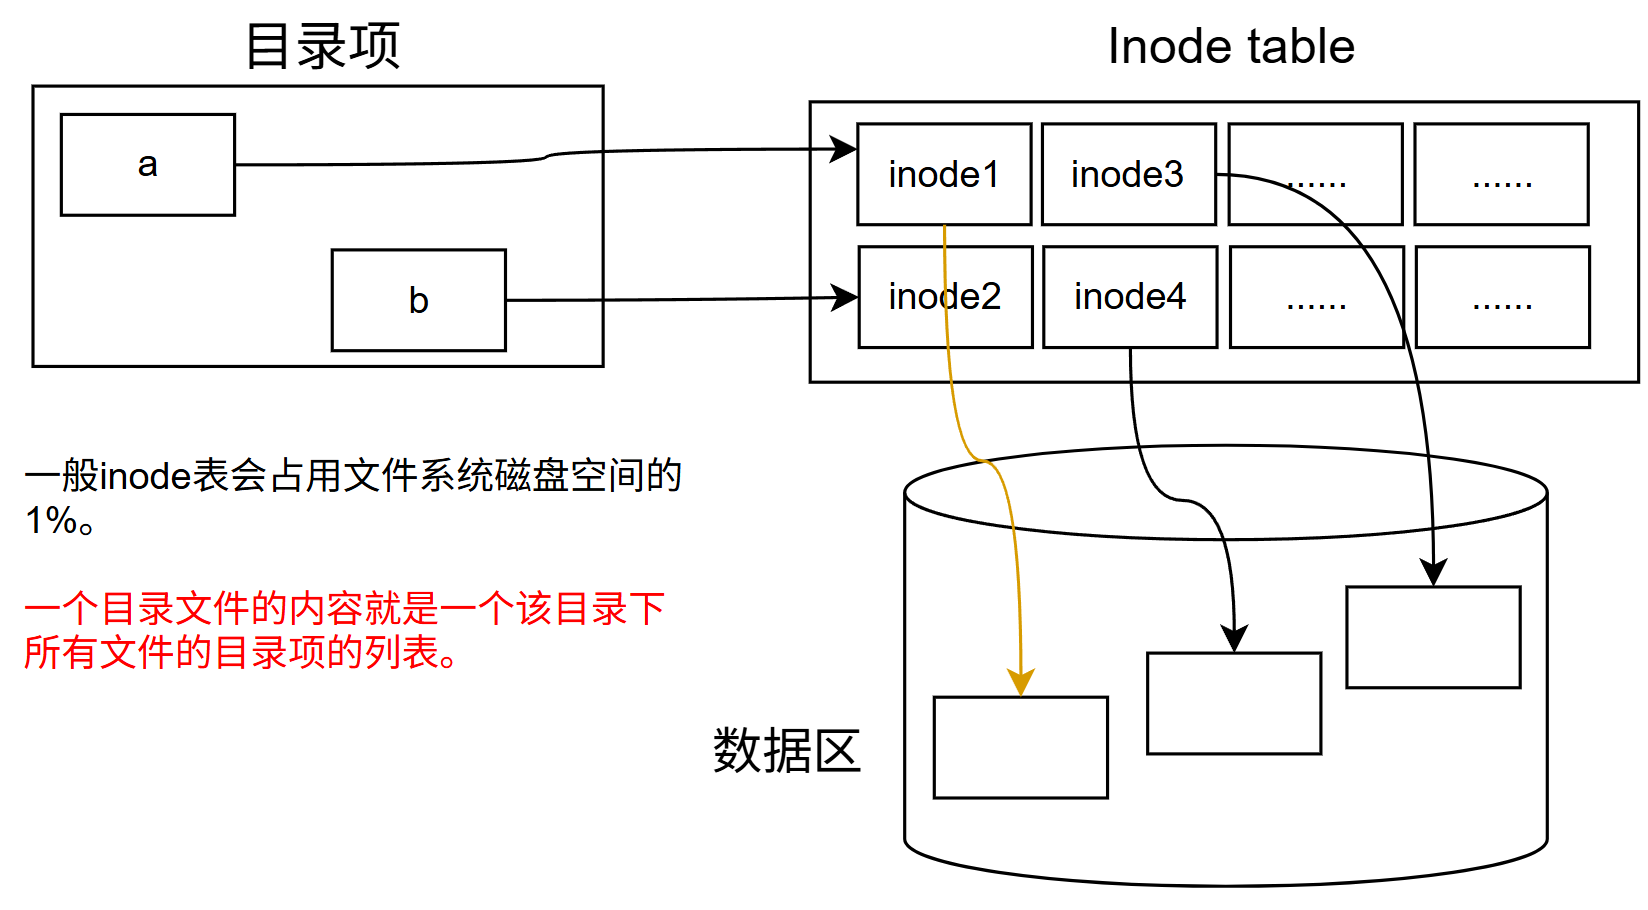 目录项
Inode table
a
b
inode1
inode3
......
......
inode2
inode4
......
......
一般inode表会占用文件系统磁盘空间的
1%。
一个目录文件的内容就是一个该目录下
所有文件的目录项的列表。
数据区